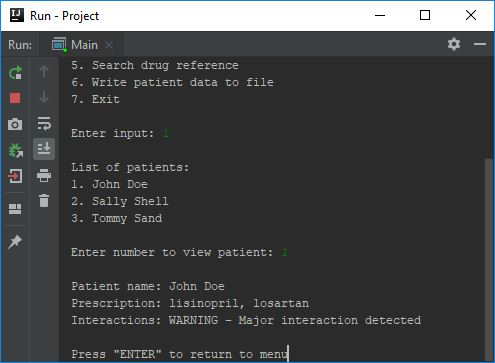 Run - Project
Run: Main
5. Search drug reference
6. Write patient data to file
7. Exit
Enter input: 1
List of patients:
1. John Doe
2. Sally Shell
3. Tommy Sand
Enter number to view patient: 1
Patient name: John Doe
Prescription: lisinopril, losartan
Interactions: WARNING - Major interaction detected
Press "ENTER" to return to menu